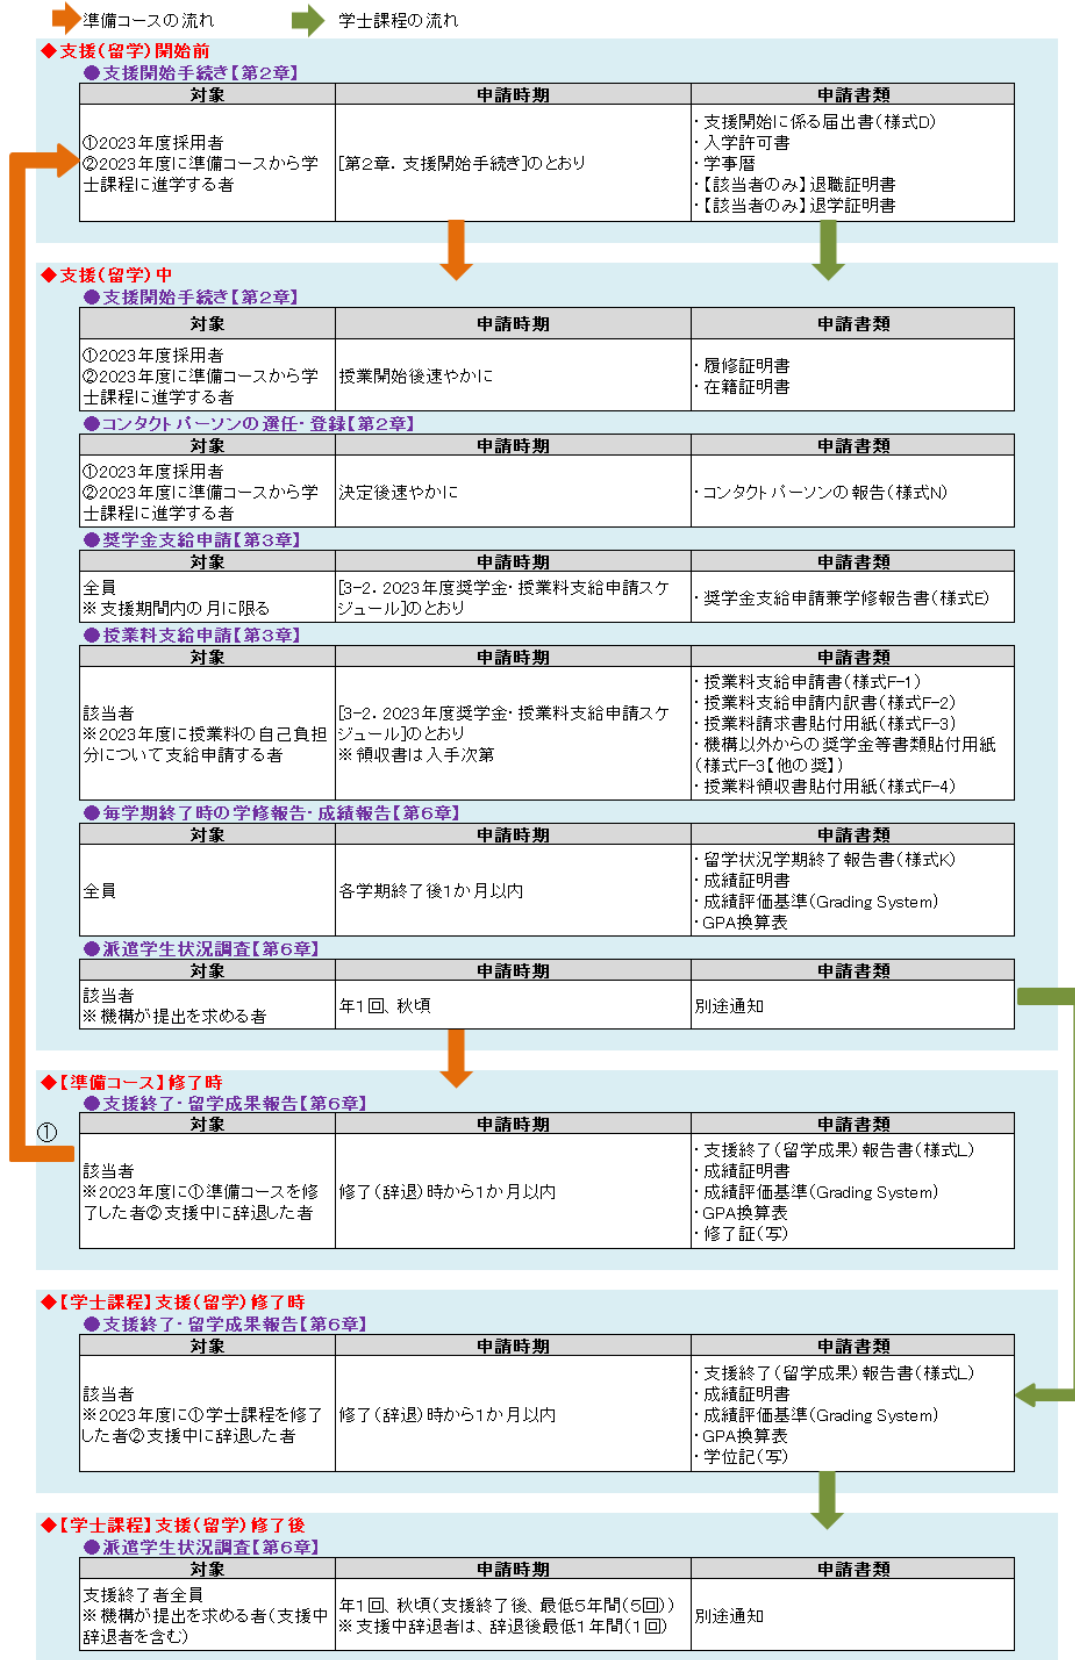 準備コースの流れ 学士課程の流れ
◆支援(留学)開始前
●支援開始手続き【第2章】
対象 申請時期 申請書類
①2023年度採用者
②2023年度に準備コースから学
士課程に進学する者
[第2章. 支援開始手続き]のとおり
・支援開始に係る届出書(様式D)
・入学許可書
・学事暦
・【該当者のみ】退職証明書
・【該当者のみ】退学証明書
◆支援(留学)中
●支援開始手続き【第2章】
対象 申請時期 申請書類
①2023年度採用者
②2023年度に準備コースから学
士課程に進学する者
授業開始後速やかに
・履修証明書
・在籍証明書
●コンタクトパーソンの選任・登録【第2章】
対象 申請時期 申請書類
①2023年度採用者
②2023年度に準備コースから学
士課程に進学する者
決定後速やかに
・コンタクトパーソンの報告(様式N)
●奨学金支給申請【第3章】
対象 申請時期 申請書類
全員
※支援期間内の月に限る
[3-2. 2023年度奨学金・授業料支給申請スケ
ジュール]のとおり
・奨学金支給申請兼学修報告書(様式E)
●授業料支給申請【第3章】
対象 申請時期 申請書類
該当者
※2023年度に授業料の自己負担
分について支給申請する者
[3-2. 2023年度奨学金・授業料支給申請スケ
ジュール]のとおり
※領収書は入手次第
・授業料支給申請書(様式F-1)
・授業料支給申請内訳書(様式F-2)
・授業料請求書貼付用紙(様式F-3)
・機構以外からの奨学金等書類貼付用紙
(様式F-3【他の奨】)
・授業料領収書貼付用紙(様式F-4)
●毎学期終了時の学修報告・成績報告【第6章】
対象 申請時期 申請書類
全員
各学期終了後1か月以内
・留学状況学期終了報告書(様式K)
・成績証明書
・成績評価基準(Grading System)
・GPA換算表
●派遣学生状況調査【第6章】
対象 申請時期 申請書類
該当者
※機構が提出を求める者
年1回、秋頃
別途通知
◆【準備コース】修了時
●支援終了・留学成果報告【第6章】
①
対象 申請時期 申請書類
該当者
※2023年度に①準備コースを修
了した者②支援中に辞退した者
修了(辞退)時から1か月以内
・支援終了(留学成果)報告書(様式L)
・成績証明書
・成績評価基準(Grading System)
・GPA換算表
・修了証(写)
◆【学士課程】支援(留学)修了時
●支援終了・留学成果報告【第6章】
対象 申請時期 申請書類
該当者
※2023年度に①学士課程を修了
した者②支援中に辞退した者
修了(辞退)時から1か月以内
・支援終了(留学成果)報告書(様式L)
・成績証明書
・成績評価基準(Grading System)
・GPA換算表
・学位記(写)
◆【学士課程】支援(留学)修了後
●派遣学生状況調査【第6章】
対象 申請時期 申請書類
支援終了者全員
※機構が提出を求める者(支援中
辞退者を含む)
年1回、秋頃(支援終了後、最低5年間(5回))
※支援中辞退者は、辞退後最低1年間(1回)
別途通知